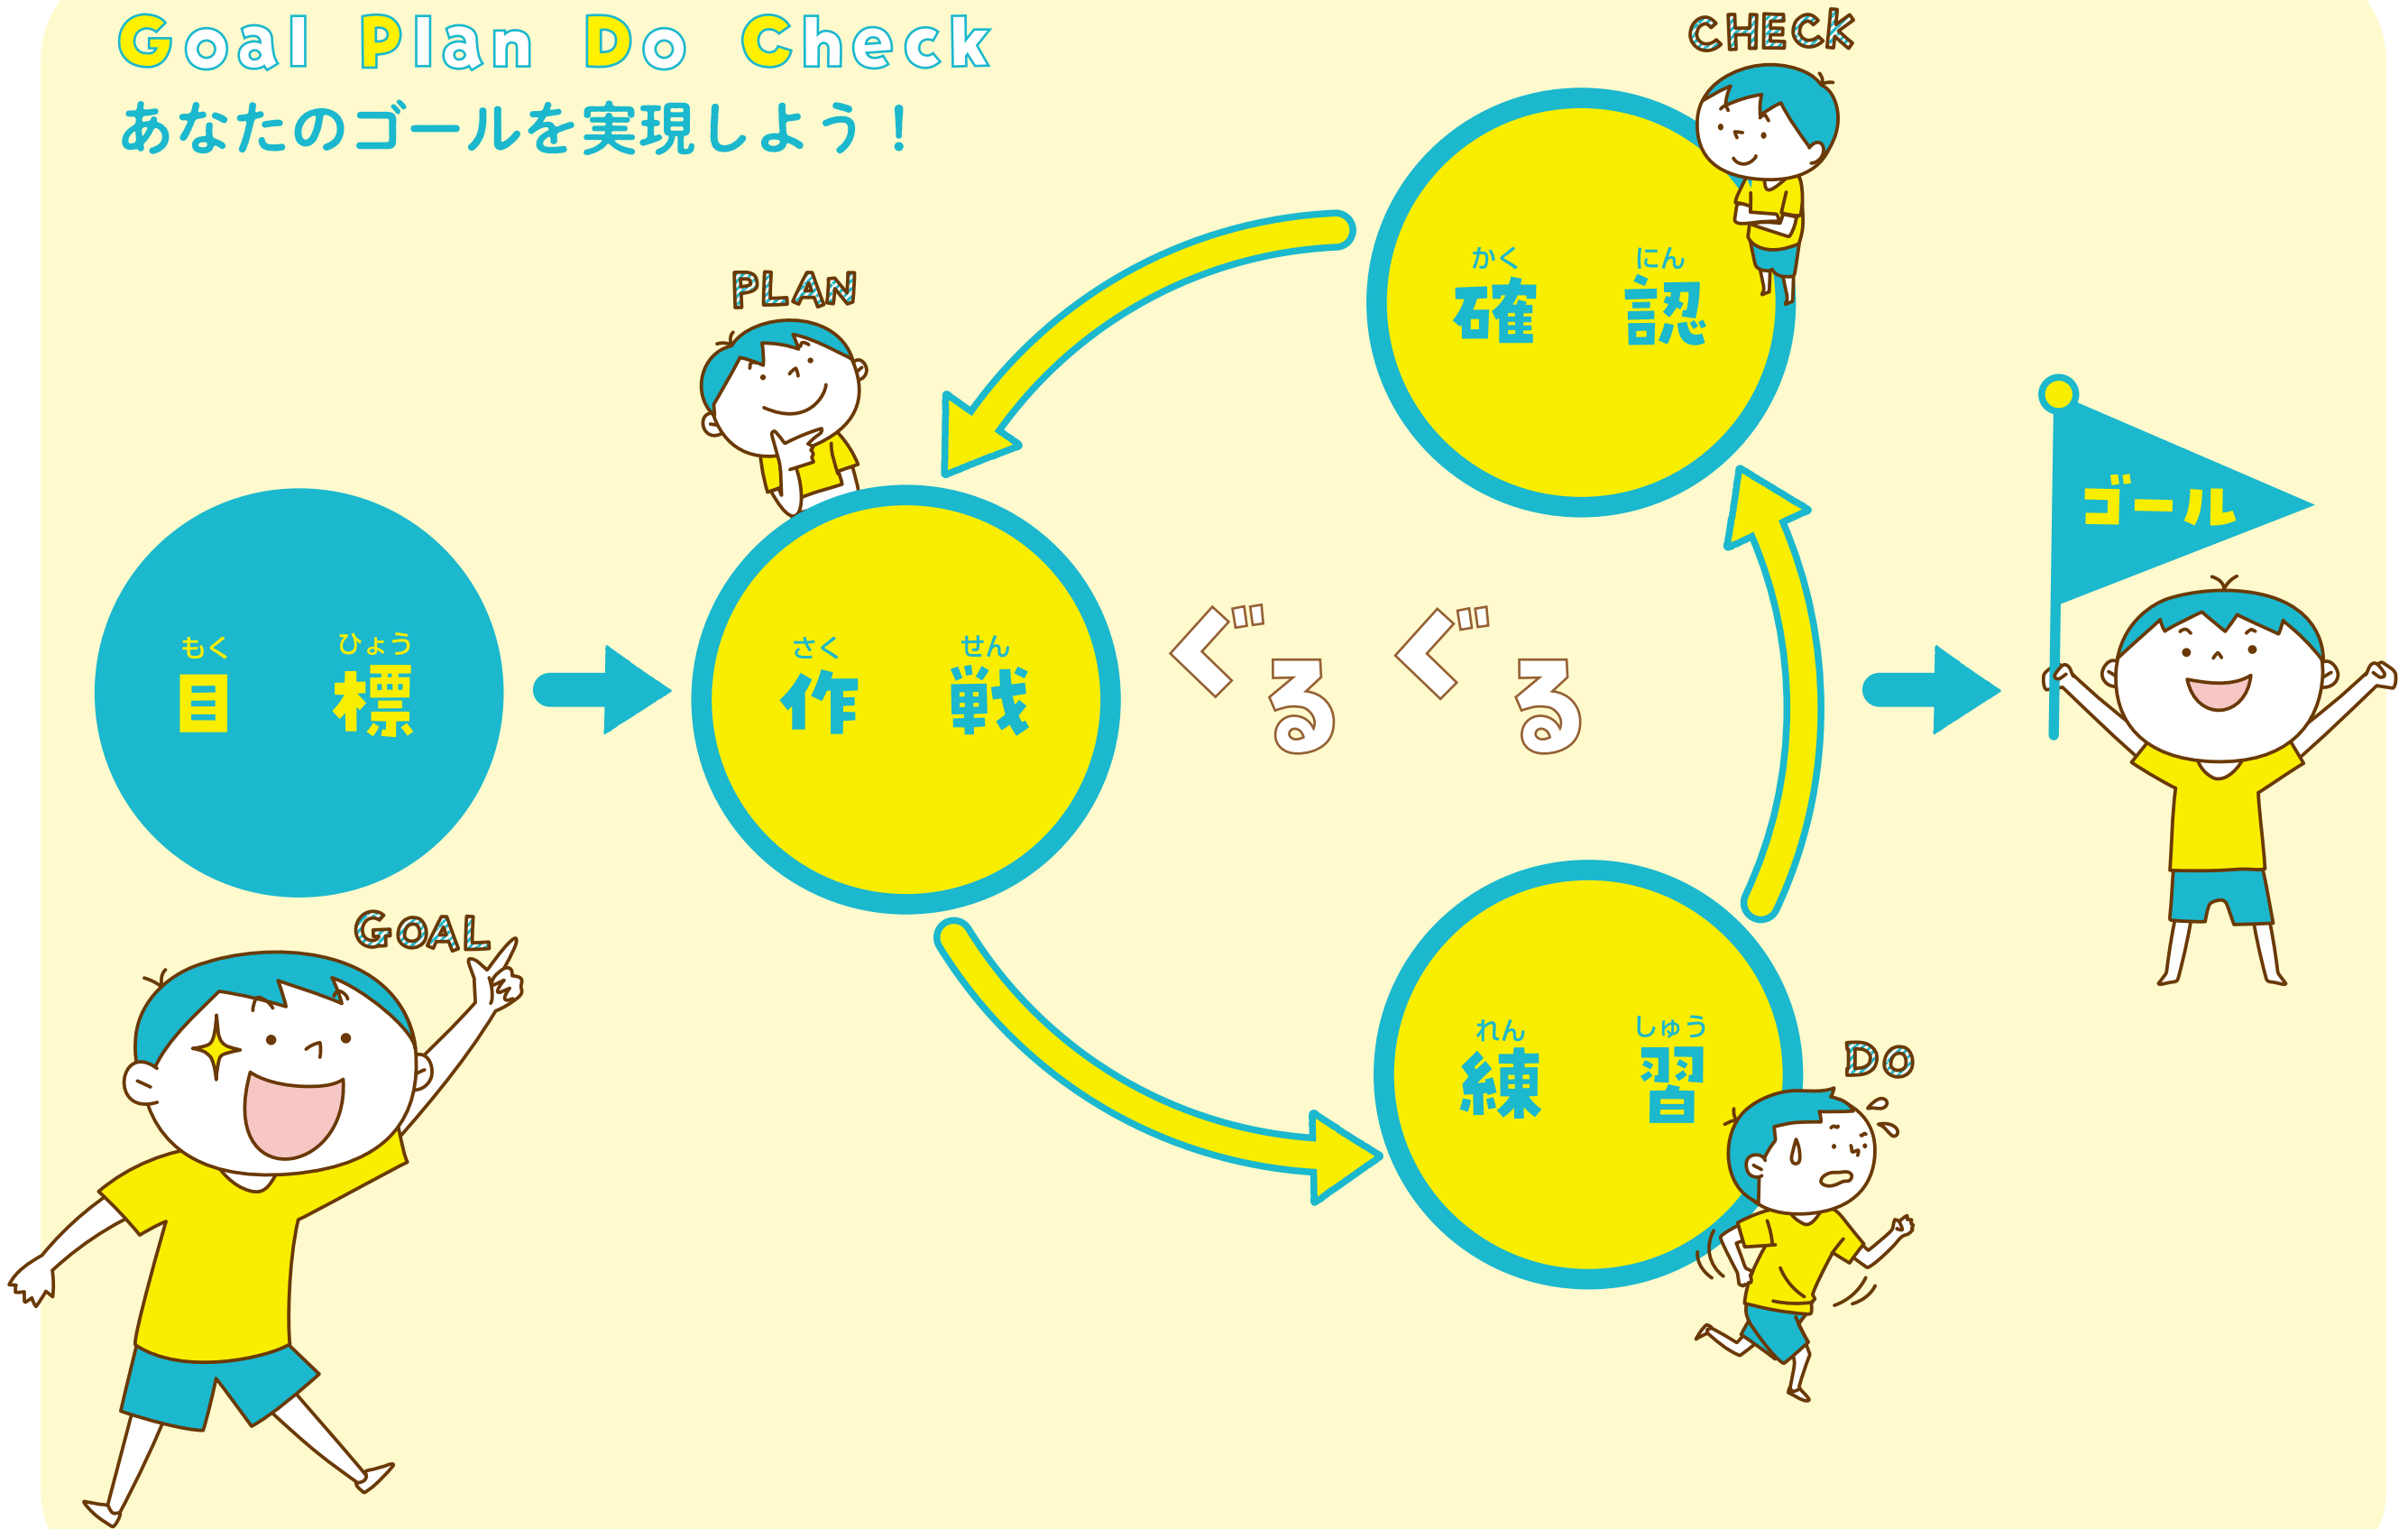 Goal Plan Do Check
あなたのゴールを実現しよう！
CHECK
かく にん
確 認
PLAN
ゴール
もく ひょう
目 標
さく せん
作 戦
ぐるぐる
GOAL
れん しゅう
練 習
DO